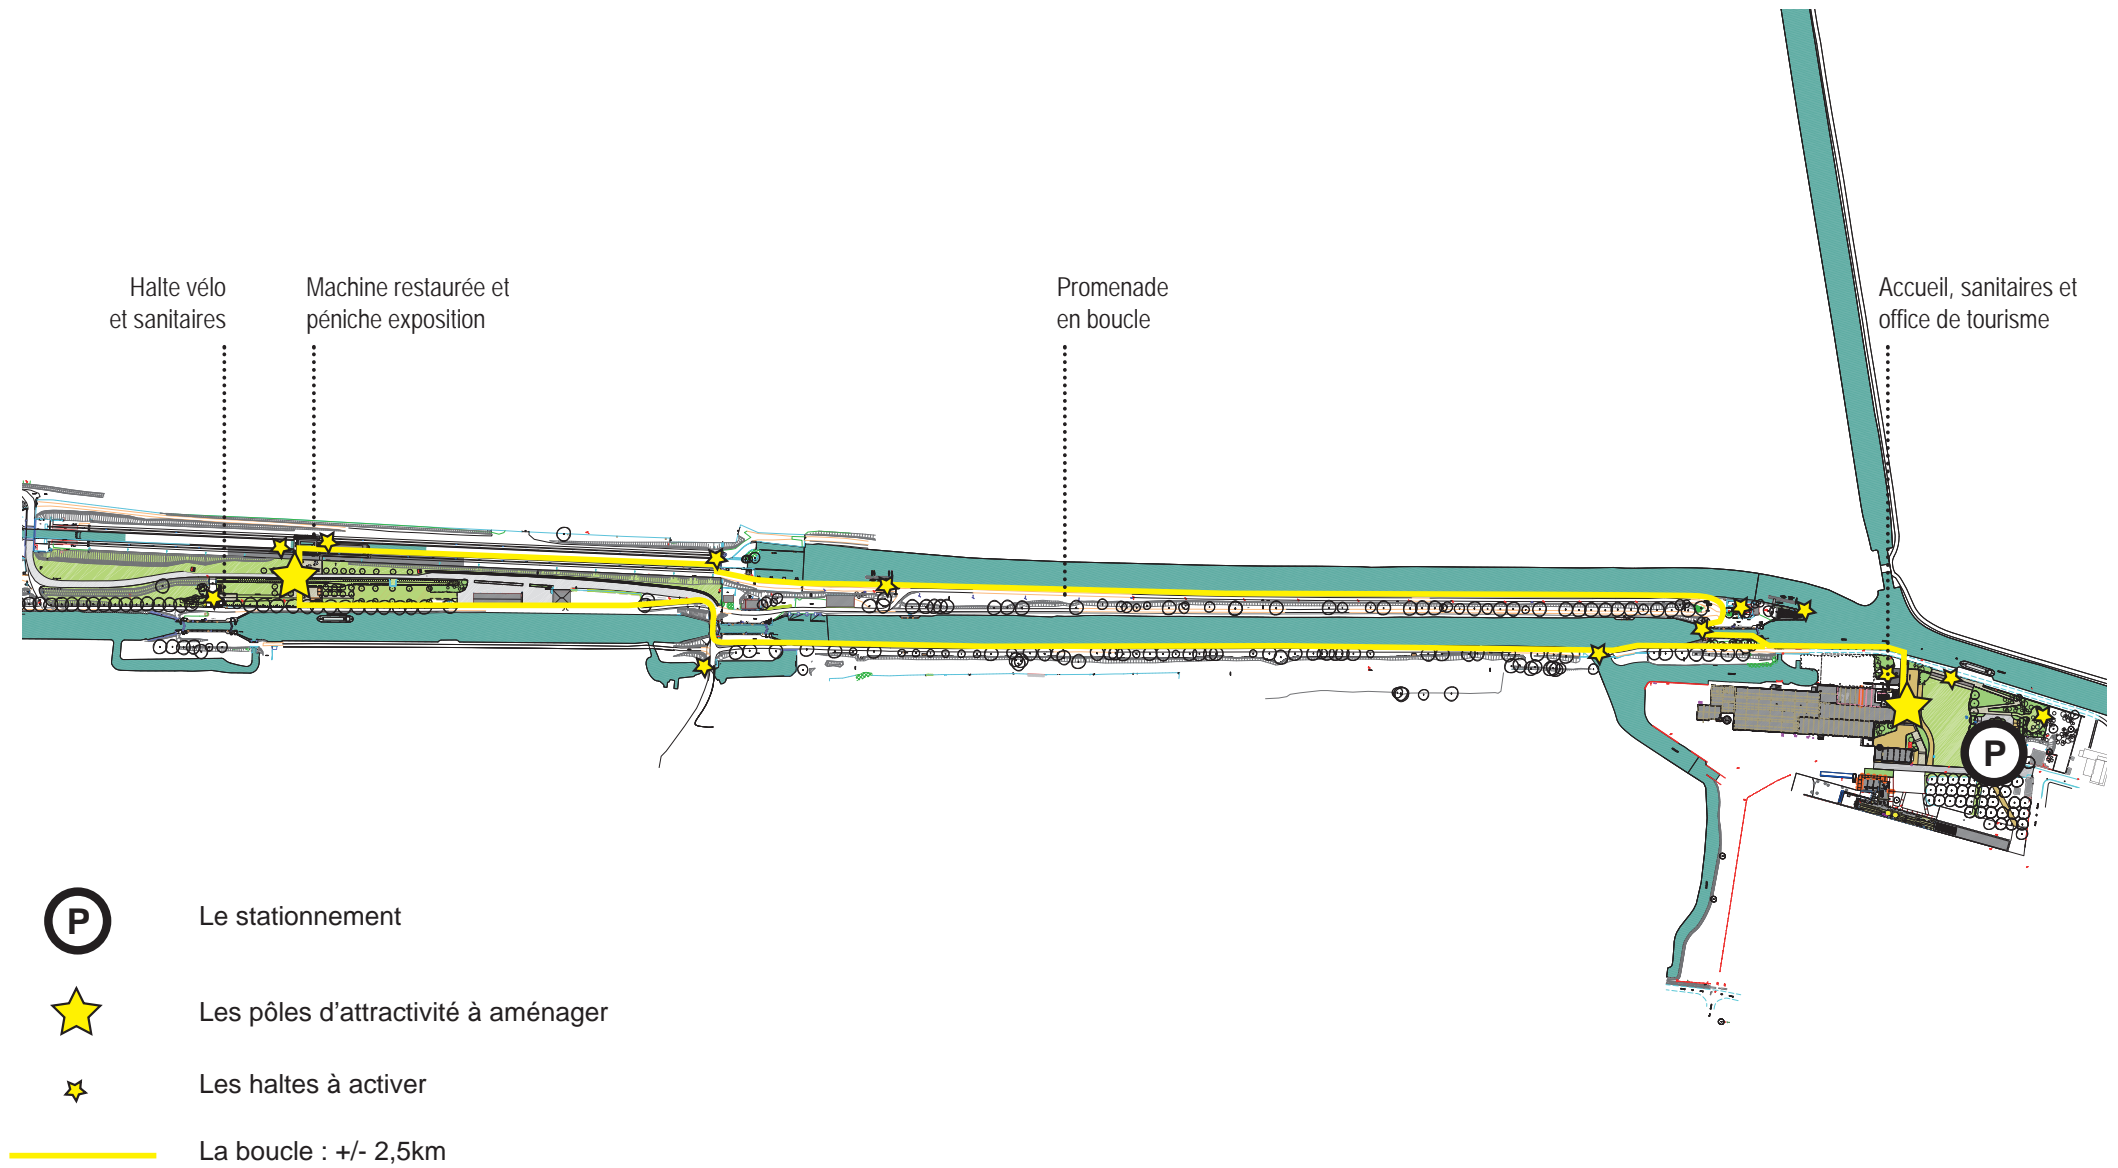 Halte vélo
et sanitaires
Machine restaurée et
péniche exposition
Promenade
en boucle
Accueil, sanitaires et
office de tourisme
P
P
Le stationnement
Les pôles d'attractivité à aménager
Les haltes à activer
La boucle : +/- 2,5km